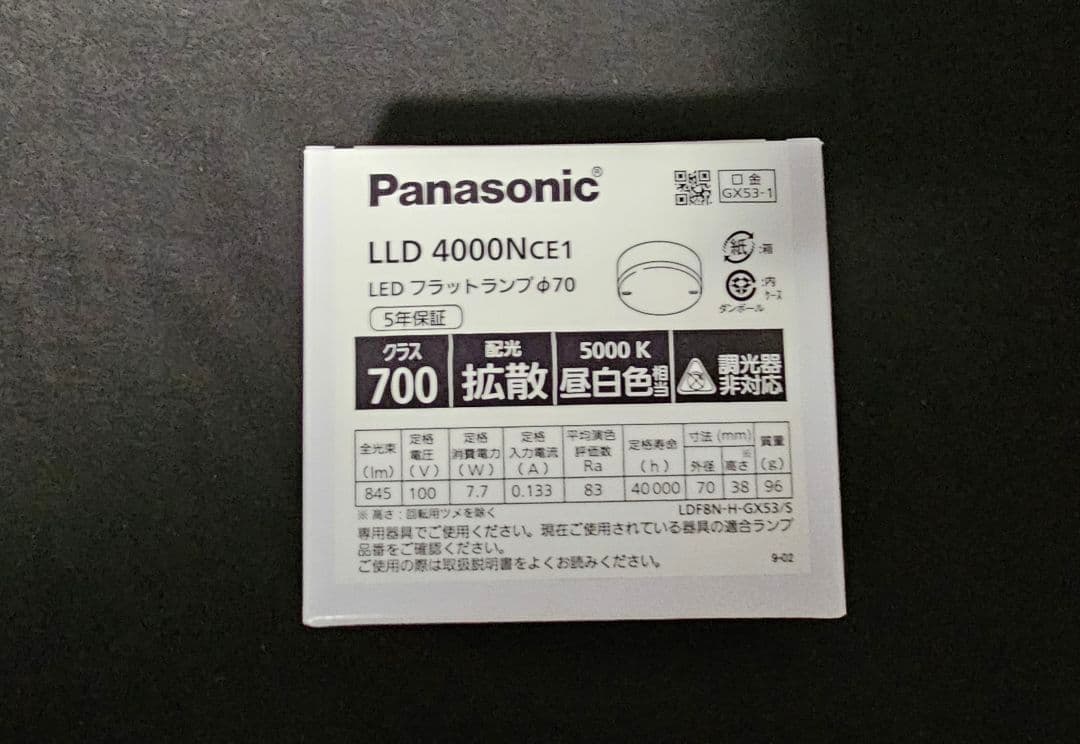 Panasonic®
口金
GX53-1
LLD 4000NCE1
LED フラットランプφ70
5年保証
紙 :箱
:内ケース
ダンボール
クラス
700
配光
拡散
5000 K
昼白色相当
調光器
非対応
全光束 (lm) 定格電圧 (V) 定格消費電力 (W) 定格入力電流 (A) 平均演色評価数 Ra 定格寿命 (h) 寸法 (mm) 外径 高さ※ 質量 (g)
845 100 7.7 0.133 83 40000 70 38 96
※ 高さ:回転用ツメを除く
LDF8N-H-GX53/S
専用器具でご使用ください。現在ご使用されている器具の適合ランプ
品番をご確認ください。
ご使用の際は取扱説明書をよくお読みください。
9-02